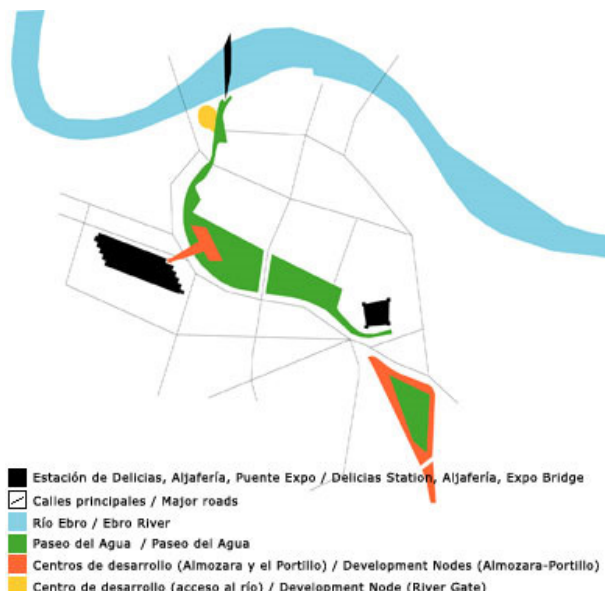 Estación de Delicias, Aljafería, Puente Expo / Delicias Station, Aljafería, Expo Bridge
Calles principales / Major roads
Río Ebro / Ebro River
Paseo del Agua / Paseo del Agua
Centros de desarrollo (Almozara y el Portillo) / Development Nodes (Almozara-Portillo)
Centro de desarrollo (acceso al río) / Development Node (River Gate)